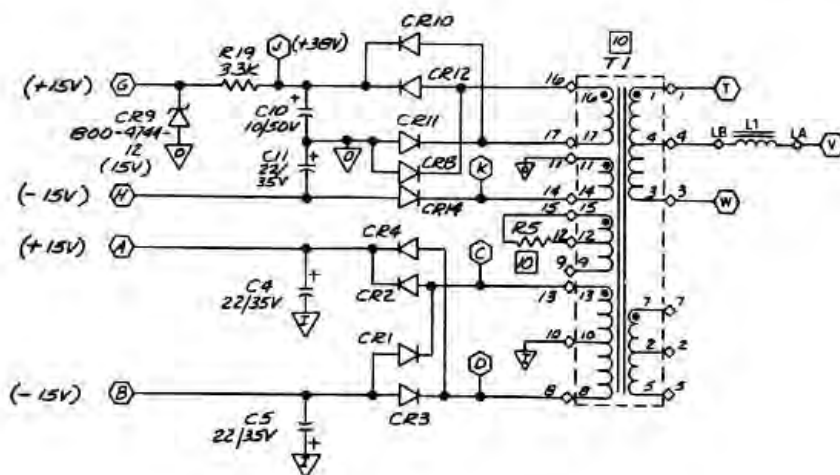 CR10
10
T1
R19
3.3K
J
(+38V)
(+15V)
G
CR12
16
16
1
1
T
CR9
800-9744-
12
(15V)
C10
10/50V
CR11
17
17
4
4
LB
L1
LA
V
C11
22/
35V
CR8
K
11
11
(-15V)
H
CR14
14
14
2
3
W
15
15
(+15V)
A
CR4
R5
12
12
C
10
9
9
C4
22/35V
CR2
13
13
CR1
7
7
10
10
2
2
D
(-15V)
B
8
8
5
5
CR3
C5
22/35V